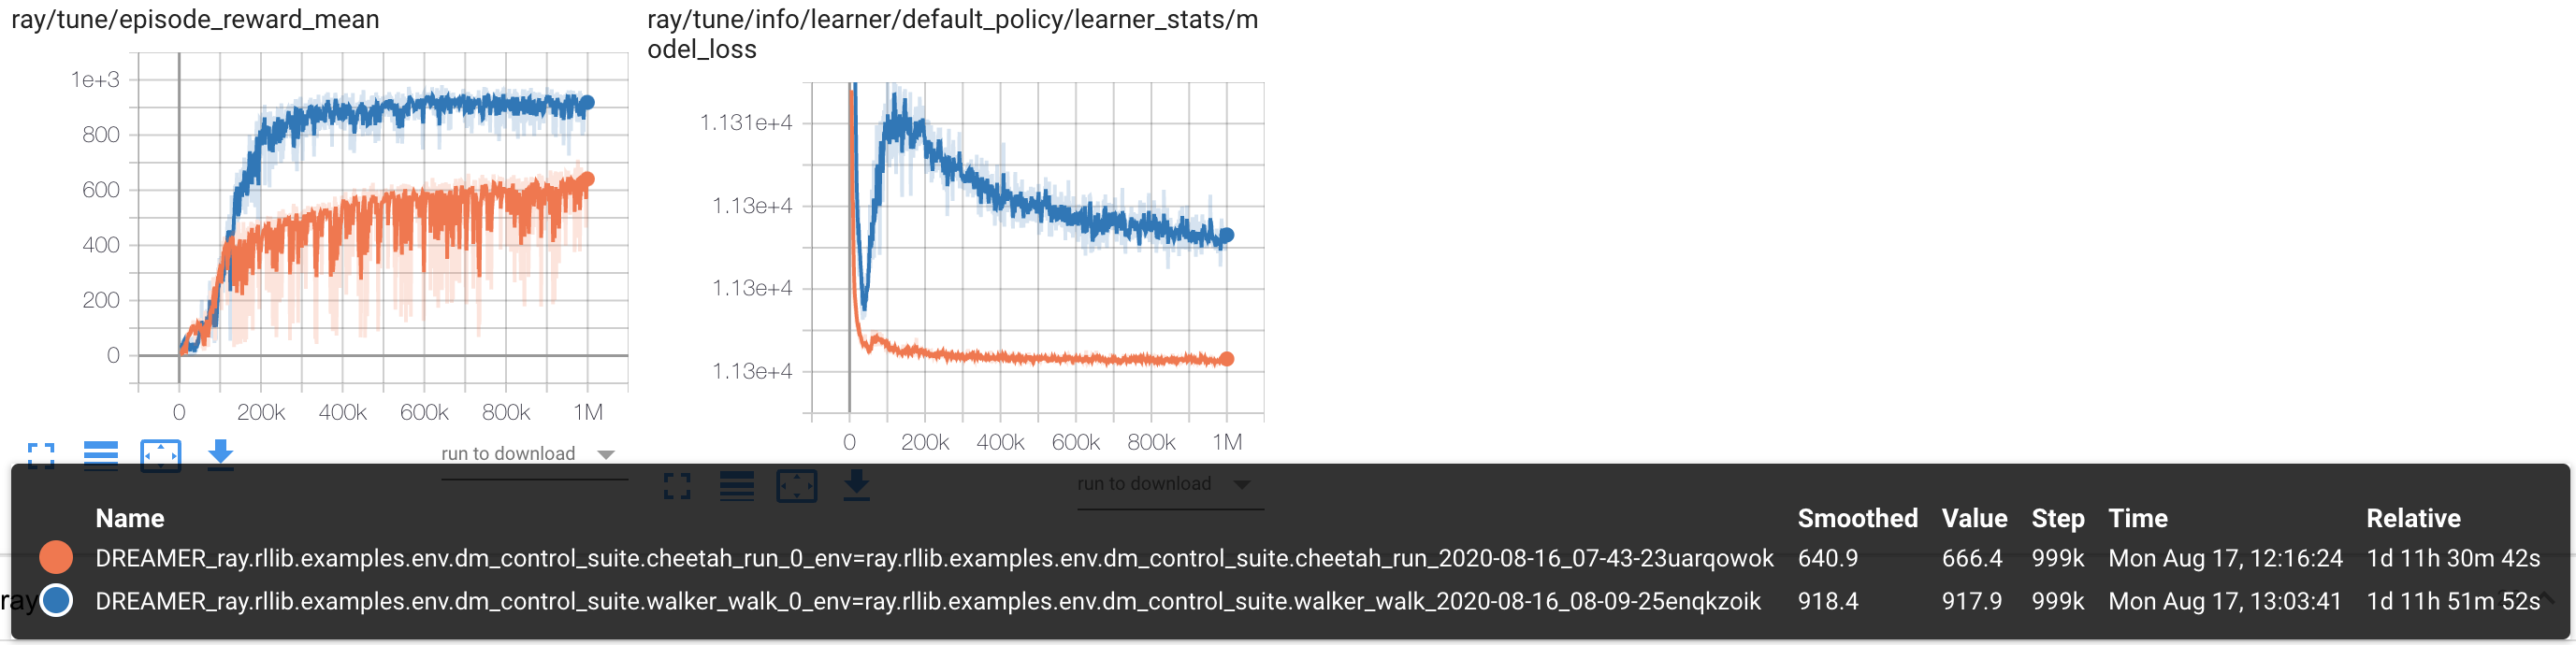 ray/tune/episode_reward_mean
1e+3
800
600
400
200
0
0 200k 400k 600k 800k 1M
run to download
ray/tune/info/learner/default_policy/learner_stats/m
odel_loss
1.131e+4
1.13e+4
1.13e+4
1.13e+4
0 200k 400k 600k 800k 1M
run to download
Name Smoothed Value Step Time Relative
DREAMER_ray.rllib.examples.env.dm_control_suite.cheetah_run_0_env=ray.rllib.examples.env.dm_control_suite.cheetah_run_2020-08-16_07-43-23uarqowok 640.9 666.4 999k Mon Aug 17, 12:16:24 1d 11h 30m 42s
ray DREAMER_ray.rllib.examples.env.dm_control_suite.walker_walk_0_env=ray.rllib.examples.env.dm_control_suite.walker_walk_2020-08-16_08-09-25enqkzoik 918.4 917.9 999k Mon Aug 17, 13:03:41 1d 11h 51m 52s